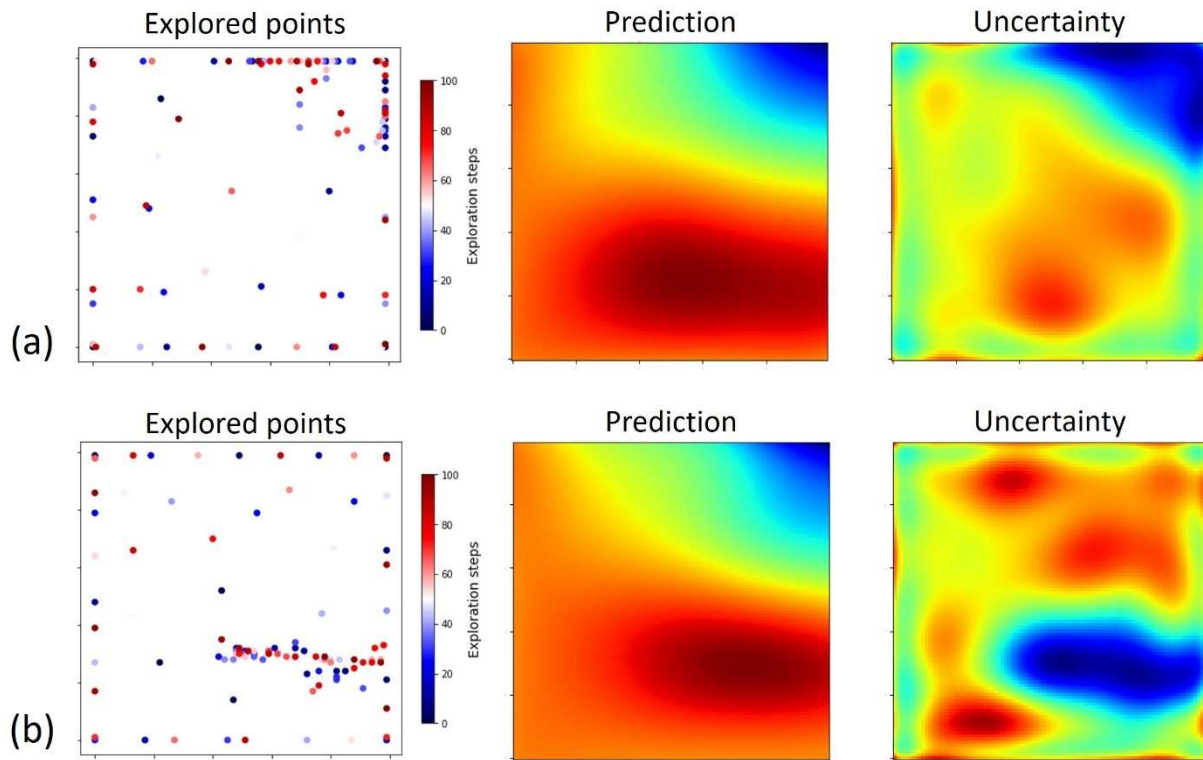 Explored points
Prediction
Uncertainty
100
80
60
40
20
0
Exploration steps
(a)
Explored points
Prediction
Uncertainty
100
80
60
40
20
0
Exploration steps
(b)